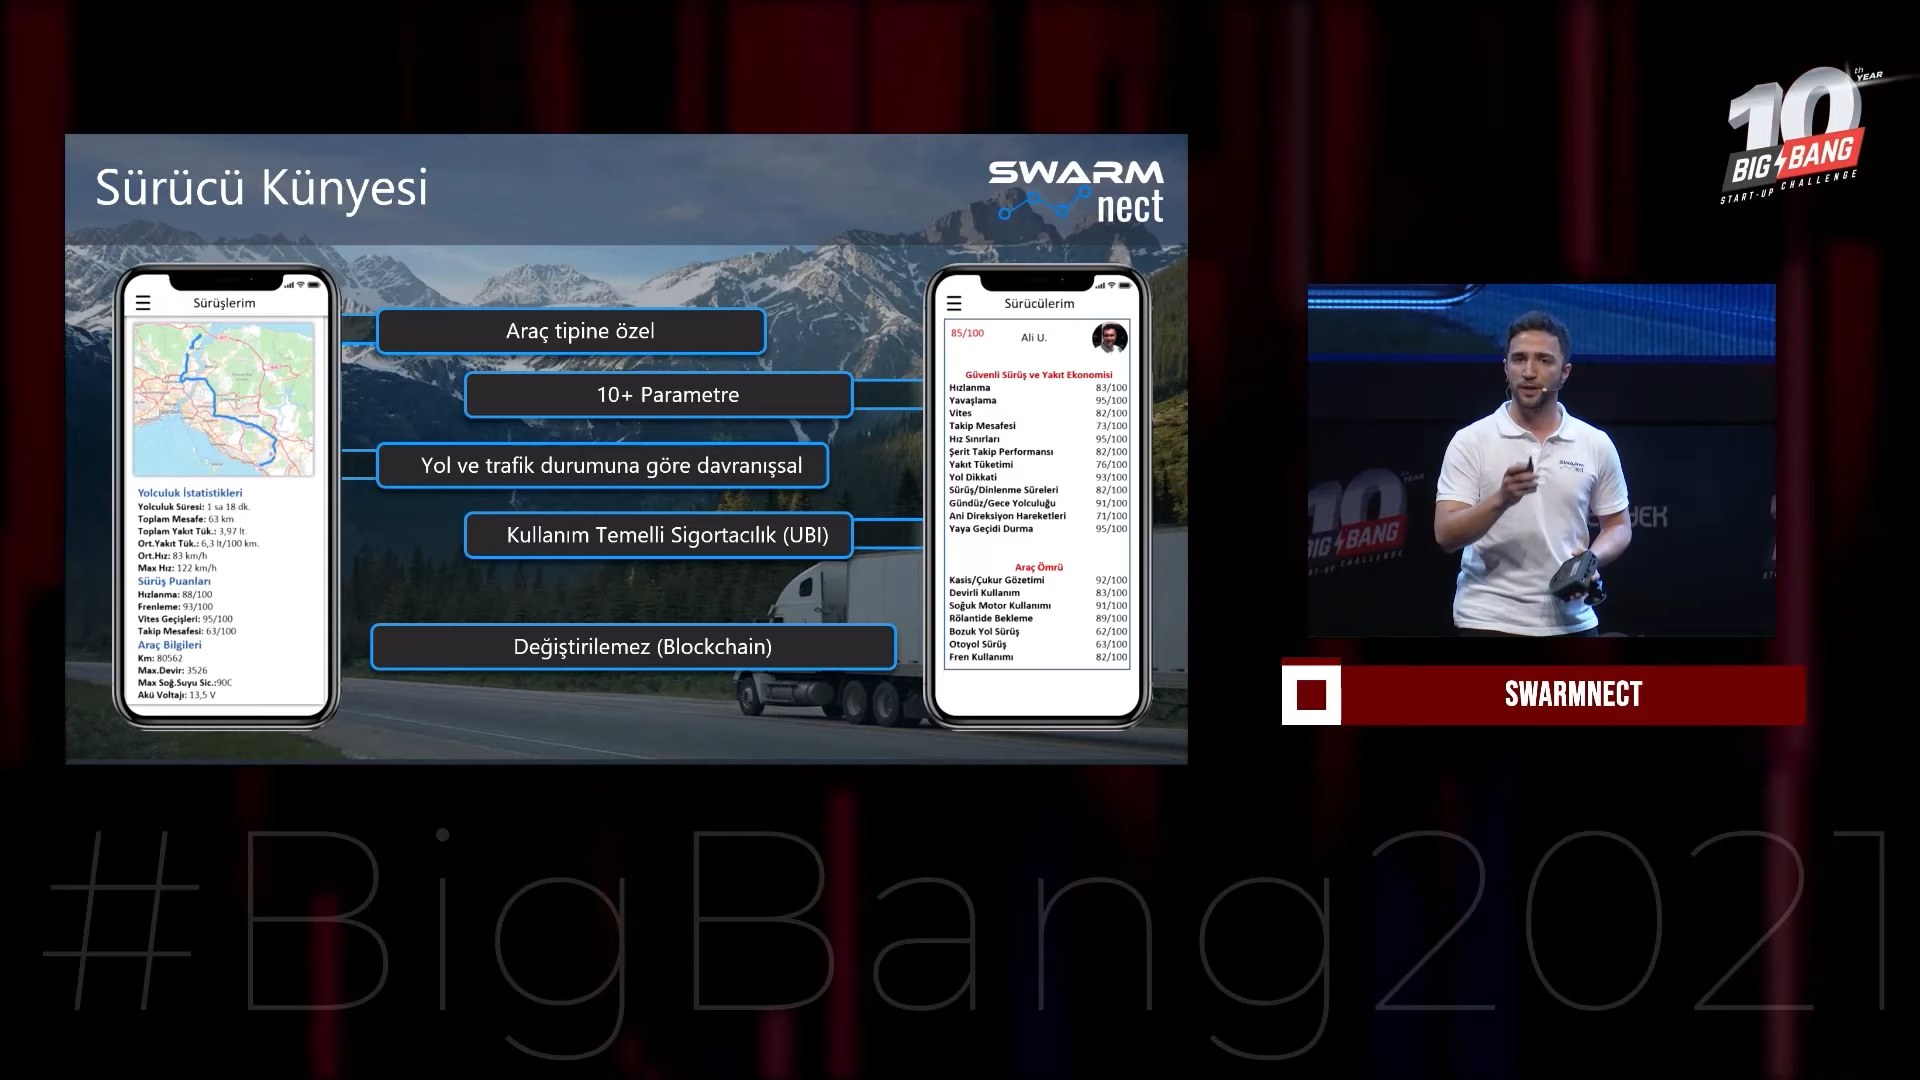 Sürücü Künyesi
SWARM
nect
10th YEAR
BIG BANG
START-UP CHALLENGE
Sürüşlerim
Yolculuk İstatistikleri
Yolculuk Süresi: 1 sa 18 dk.
Toplam Mesafe: 63 km
Toplam Yakıt Tük.: 3,97 lt.
Ort.Yakıt Tük.: 6,3 lt/100 km.
Ort.Hız: 83 km/h
Max Hız: 122 km/h
Sürüş Puanları
Hızlanma: 88/100
Frenleme: 93/100
Vites Geçişleri: 95/100
Takip Mesafesi: 63/100
Araç Bilgileri
Km: 80562
Max.Devir: 3526
Max Soğ.Suyu Sic.:90C
Akü Voltajı: 13,5 V
Araç tipine özel
10+ Parametre
Yol ve trafik durumuna göre davranışsal
Kullanım Temelli Sigortacılık (UBI)
Değiştirilemez (Blockchain)
Sürücülerim
85/100 Ali U.
Güvenli Sürüş ve Yakıt Ekonomisi
Hızlanma 83/100
Yavaşlama 95/100
Vites 82/100
Takip Mesafesi 73/100
Hız Sınırları 95/100
Şerit Takip Performansı 82/100
Yakıt Tüketimi 76/100
Yol Dikkati 93/100
Sürüş/Dinlenme Süreleri 82/100
Gündüz/Gece Yolculuğu 91/100
Ani Direksiyon Hareketleri 71/100
Yaya Geçidi Durma 95/100
Araç Ömrü
Kasis/Çukur Gözetimi 92/100
Devirli Kullanım 83/100
Soğuk Motor Kullanımı 91/100
Rölantide Bekleme 89/100
Bozuk Yol Sürüş 62/100
Otoyol Sürüş 63/100
Fren Kullanımı 82/100
SWARM
nect
10
BIG BANG
SWARMNECT
#BigBang2021